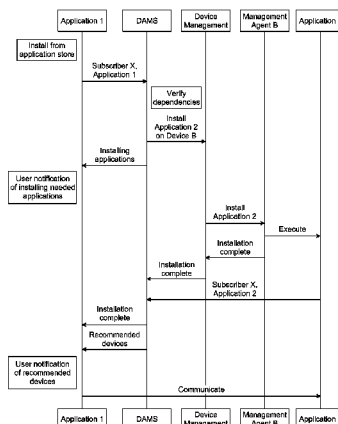 Application 1
DAMS
Device
Management
Management
Agent B
Application
Install from
application store
Subscriber X,
Application 1
Verify
dependencies
Install
Application 2
on Device B
Installing
applications
User notification
of installing needed
applications
Install
Application 2
Execute
Installation
complete
Installation
complete
Subscriber X,
Application 2
Installation
complete
Recommended
devices
User notification
of recommended
devices
Communicate
Application 1
DAMS
Device
Management
Management
Agent B
Application